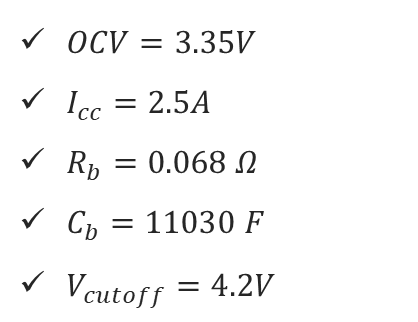 ✓ OCV = 3.35V
✓ I_cc = 2.5A
✓ R_b = 0.068 Ω
✓ C_b = 11030 F
✓ V_cutoff = 4.2V